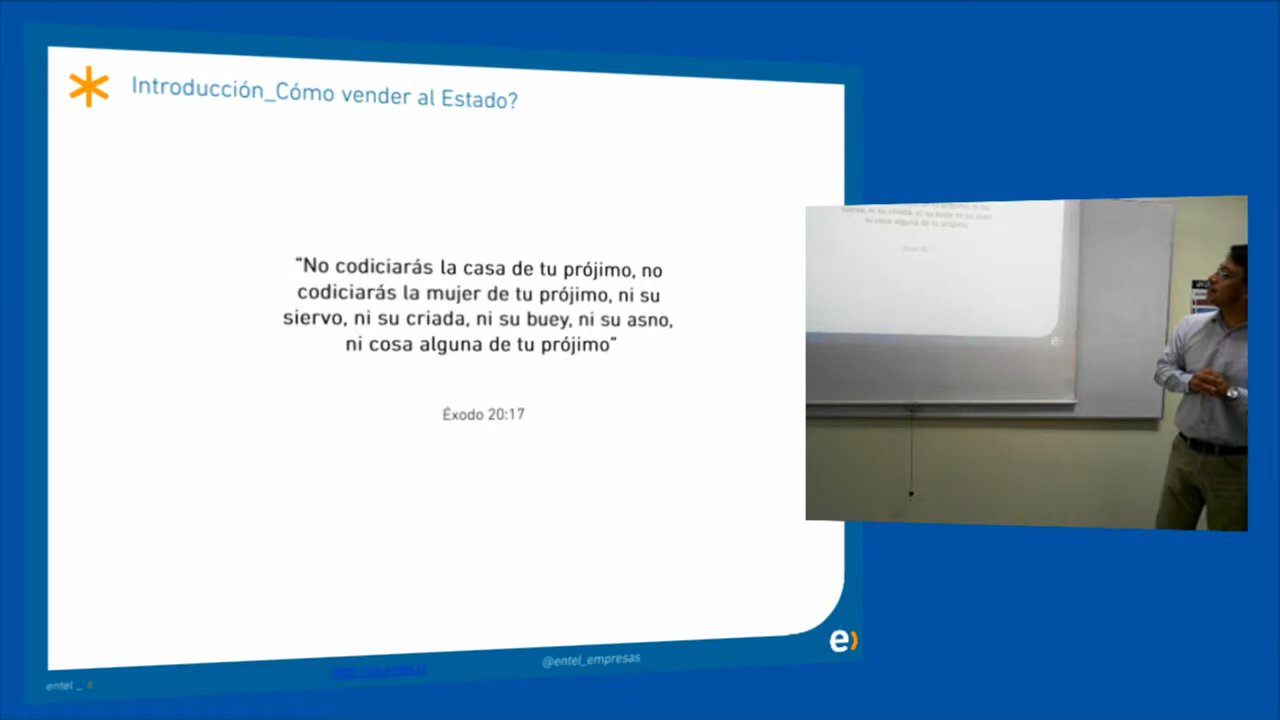 Introducción_Cómo vender al Estado?
"No codiciarás la casa de tu prójimo, no
codiciarás la mujer de tu prójimo, ni su
siervo, ni su criada, ni su buey, ni su asno,
ni cosa alguna de tu prójimo"
Êxodo 20:17
e)
@entel_empresas
entel _